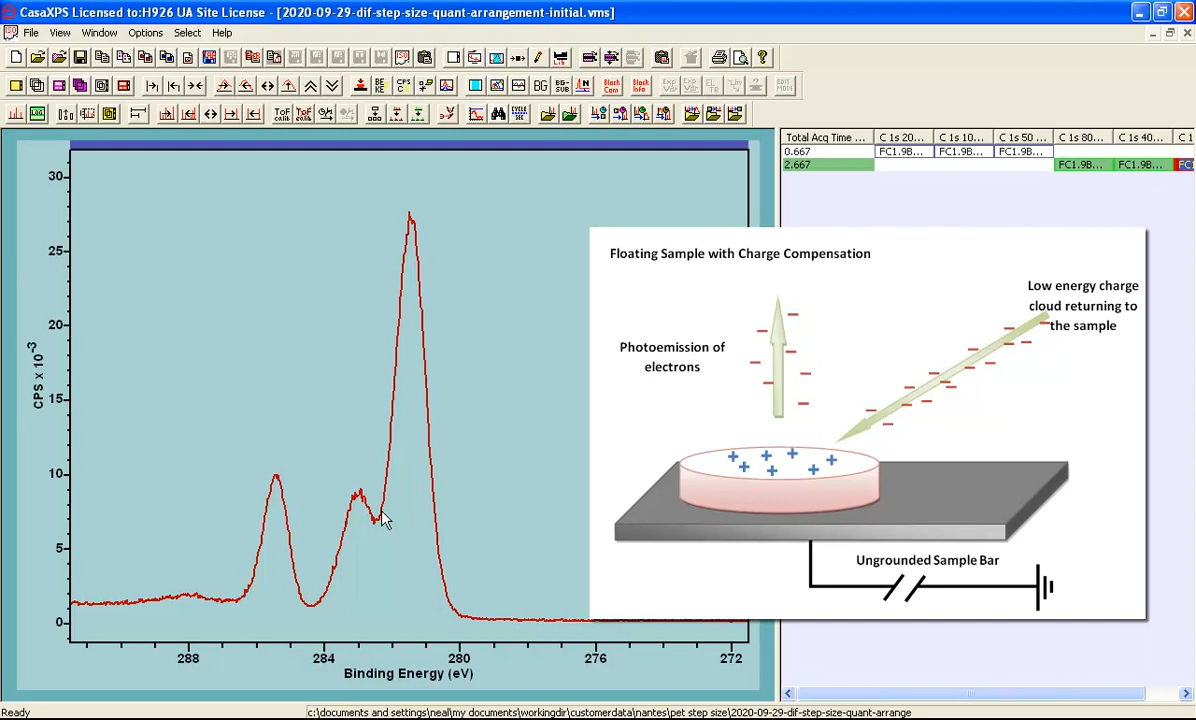 CasaXPS Licensed to:H926 UA Site License - [2020-09-29-dif-step-size-quant-arrangement-initial.vms]
File View Window Options Select Help
Total Acq Time ... C 1s 20... C 1s 10... C 1s 50 ... C 1s 80... C 1s 40... C 1
0.667 FC1.9B... FC1.9B... FC1.9B...
2.667 FC1.9B... FC1.9B... FC1
30
25
20
15
10
5
0
CPS x 10⁻³
288 284 280 276 272
Binding Energy (eV)
Floating Sample with Charge Compensation
Low energy charge
cloud returning to
the sample
Photoemission of
electrons
Ungrounded Sample Bar
Ready c:\documents and settings\neal\my documents\workingdir\customerdata\nantes\pet step size\2020-09-29-dif-step-size-quant-arrange